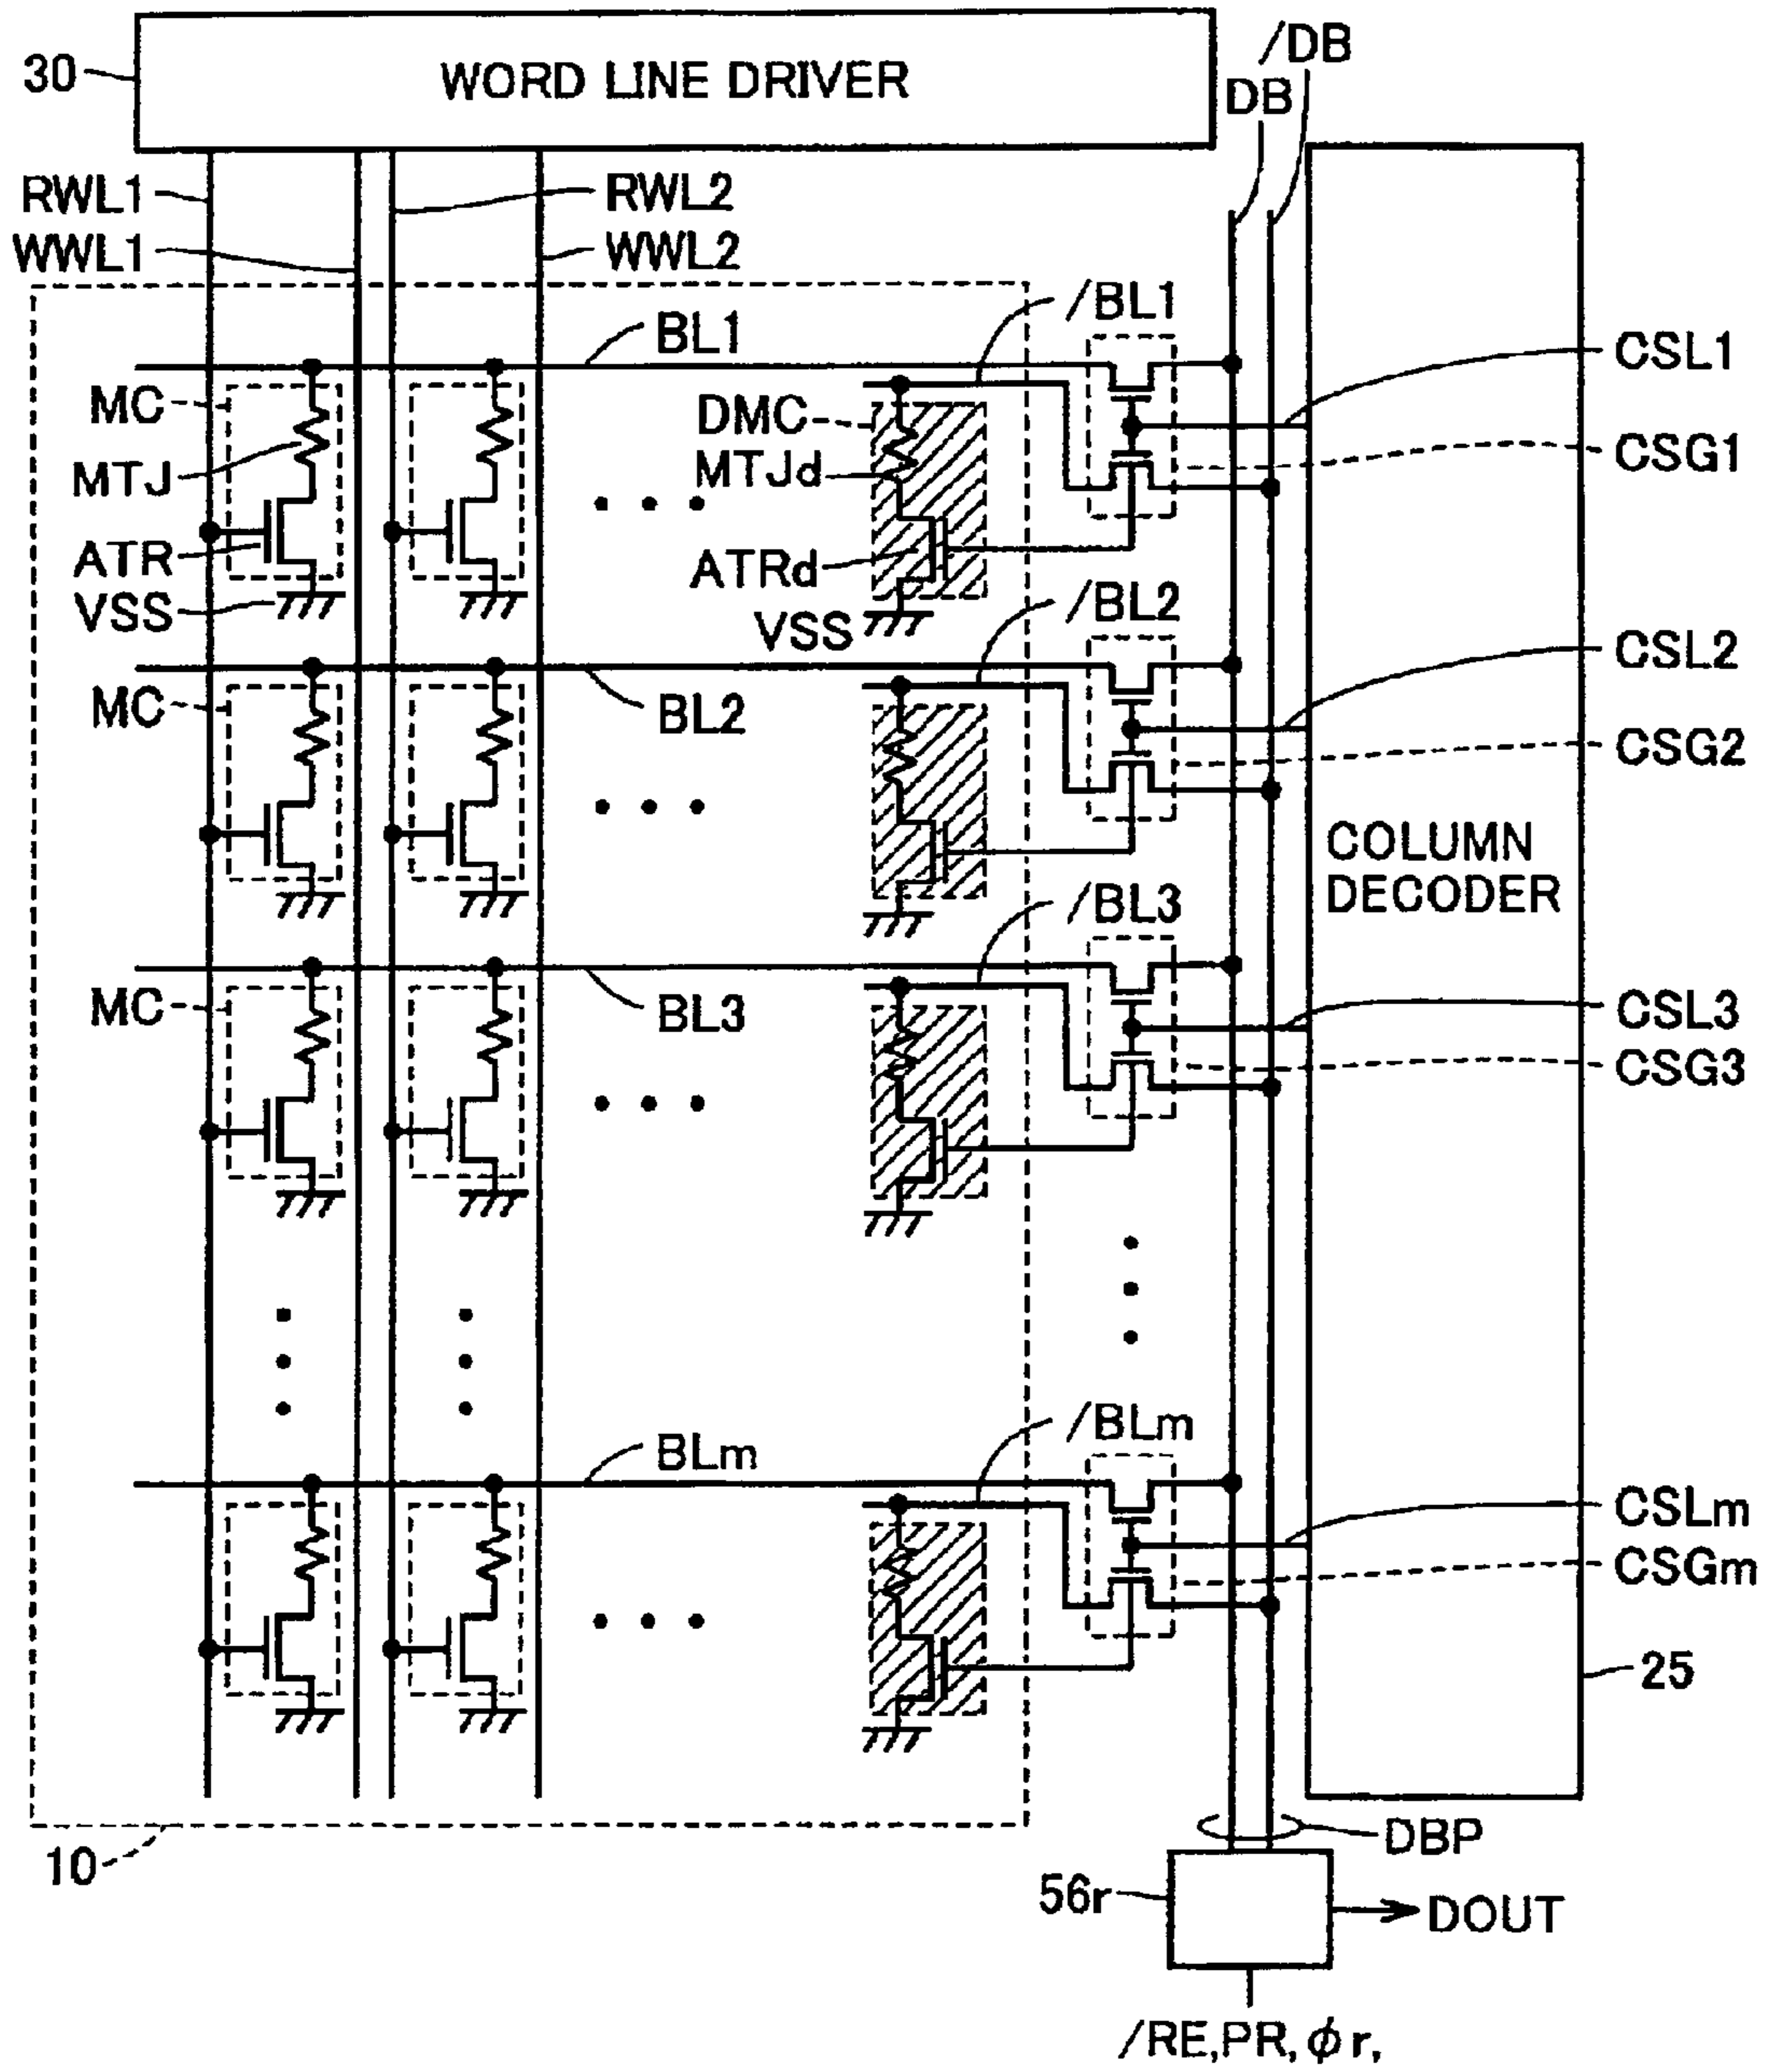 30
WORD LINE DRIVER
/DB
DB
RWL1
RWL2
WWL1
WWL2
BL1
/BL1
CSL1
MC
DMC
CSG1
MTJ
MTJd
ATR
ATRd
VSS
VSS
/BL2
CSL2
MC
BL2
CSG2
COLUMN
DECODER
/BL3
MC
BL3
CSL3
CSG3
BLm
/BLm
CSLm
CSGm
25
10
DBP
56r
DOUT
/RE,PR,ϕr,